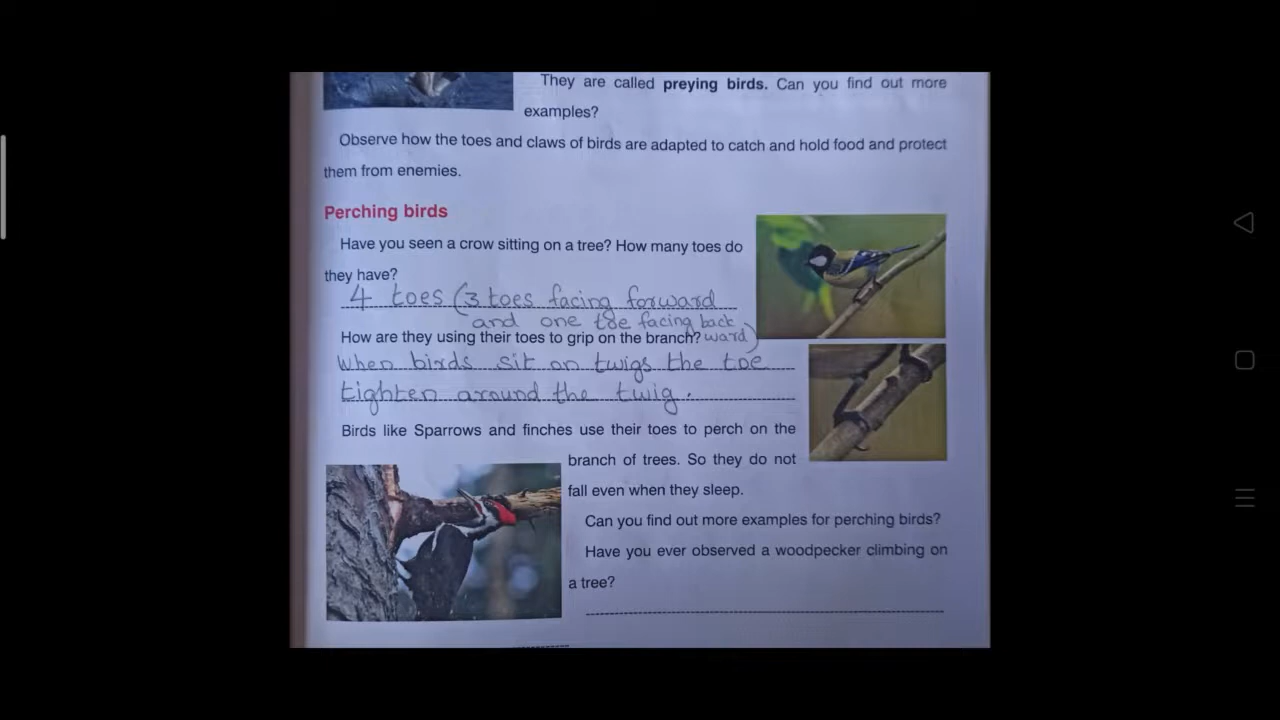 They are called preying birds. Can you find out more
examples?
Observe how the toes and claws of birds are adapted to catch and hold food and protect
them from enemies.
Perching birds
Have you seen a crow sitting on a tree? How many toes do
they have?
4 toes (3 toes facing forward
and one toe facing back
How are they using their toes to grip on the branch? ward)
When birds sit on twigs the toe
tighten around the twig.
Birds like Sparrows and finches use their toes to perch on the
branch of trees. So they do not
fall even when they sleep.
Can you find out more examples for perching birds?
Have you ever observed a woodpecker climbing on
a tree?